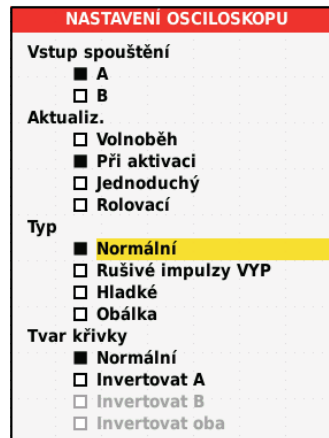 NASTAVENÍ OSCILOSKOPU
Vstup spouštění
A
B
Aktualiz.
Volnoběh
Při aktivaci
Jednoduchý
Rolovací
Typ
Normální
Rušivé impulzy VYP
Hladké
Obálka
Tvar křivky
Normální
Invertovat A
Invertovat B
Invertovat oba